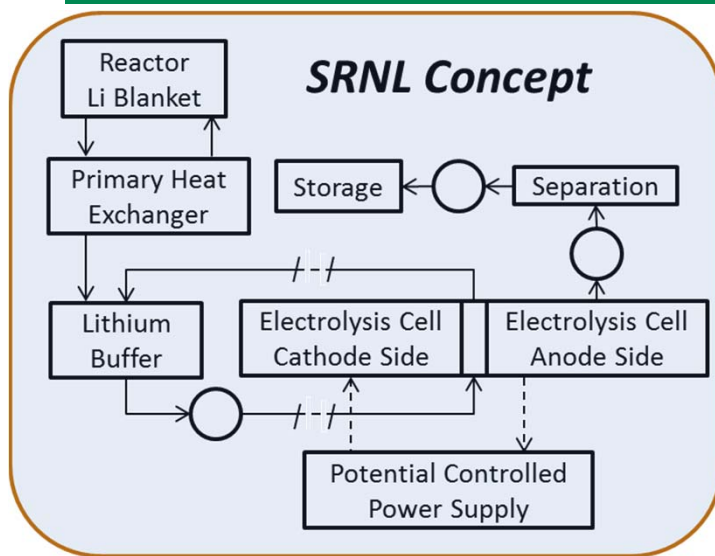 Reactor
Li Blanket
SRNL Concept
Primary Heat
Exchanger
Storage
Separation
Lithium
Buffer
Electrolysis Cell
Cathode Side
Electrolysis Cell
Anode Side
Potential Controlled
Power Supply